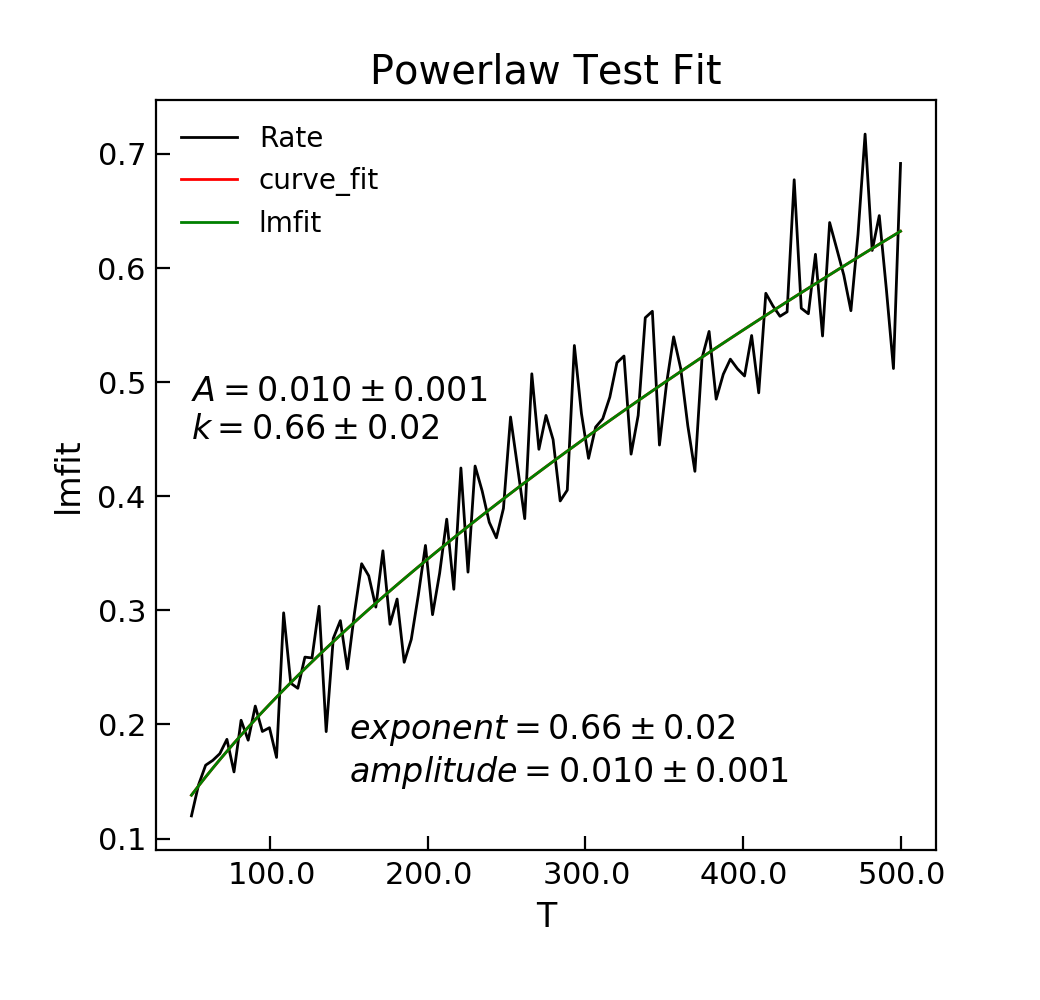 Powerlaw Test Fit
Rate
curve_fit
lmfit
0.7
0.6
0.5
0.4
0.3
0.2
0.1
lmfit
A = 0.010 ± 0.001
k = 0.66 ± 0.02
exponent = 0.66 ± 0.02
amplitude = 0.010 ± 0.001
100.0 200.0 300.0 400.0 500.0
T